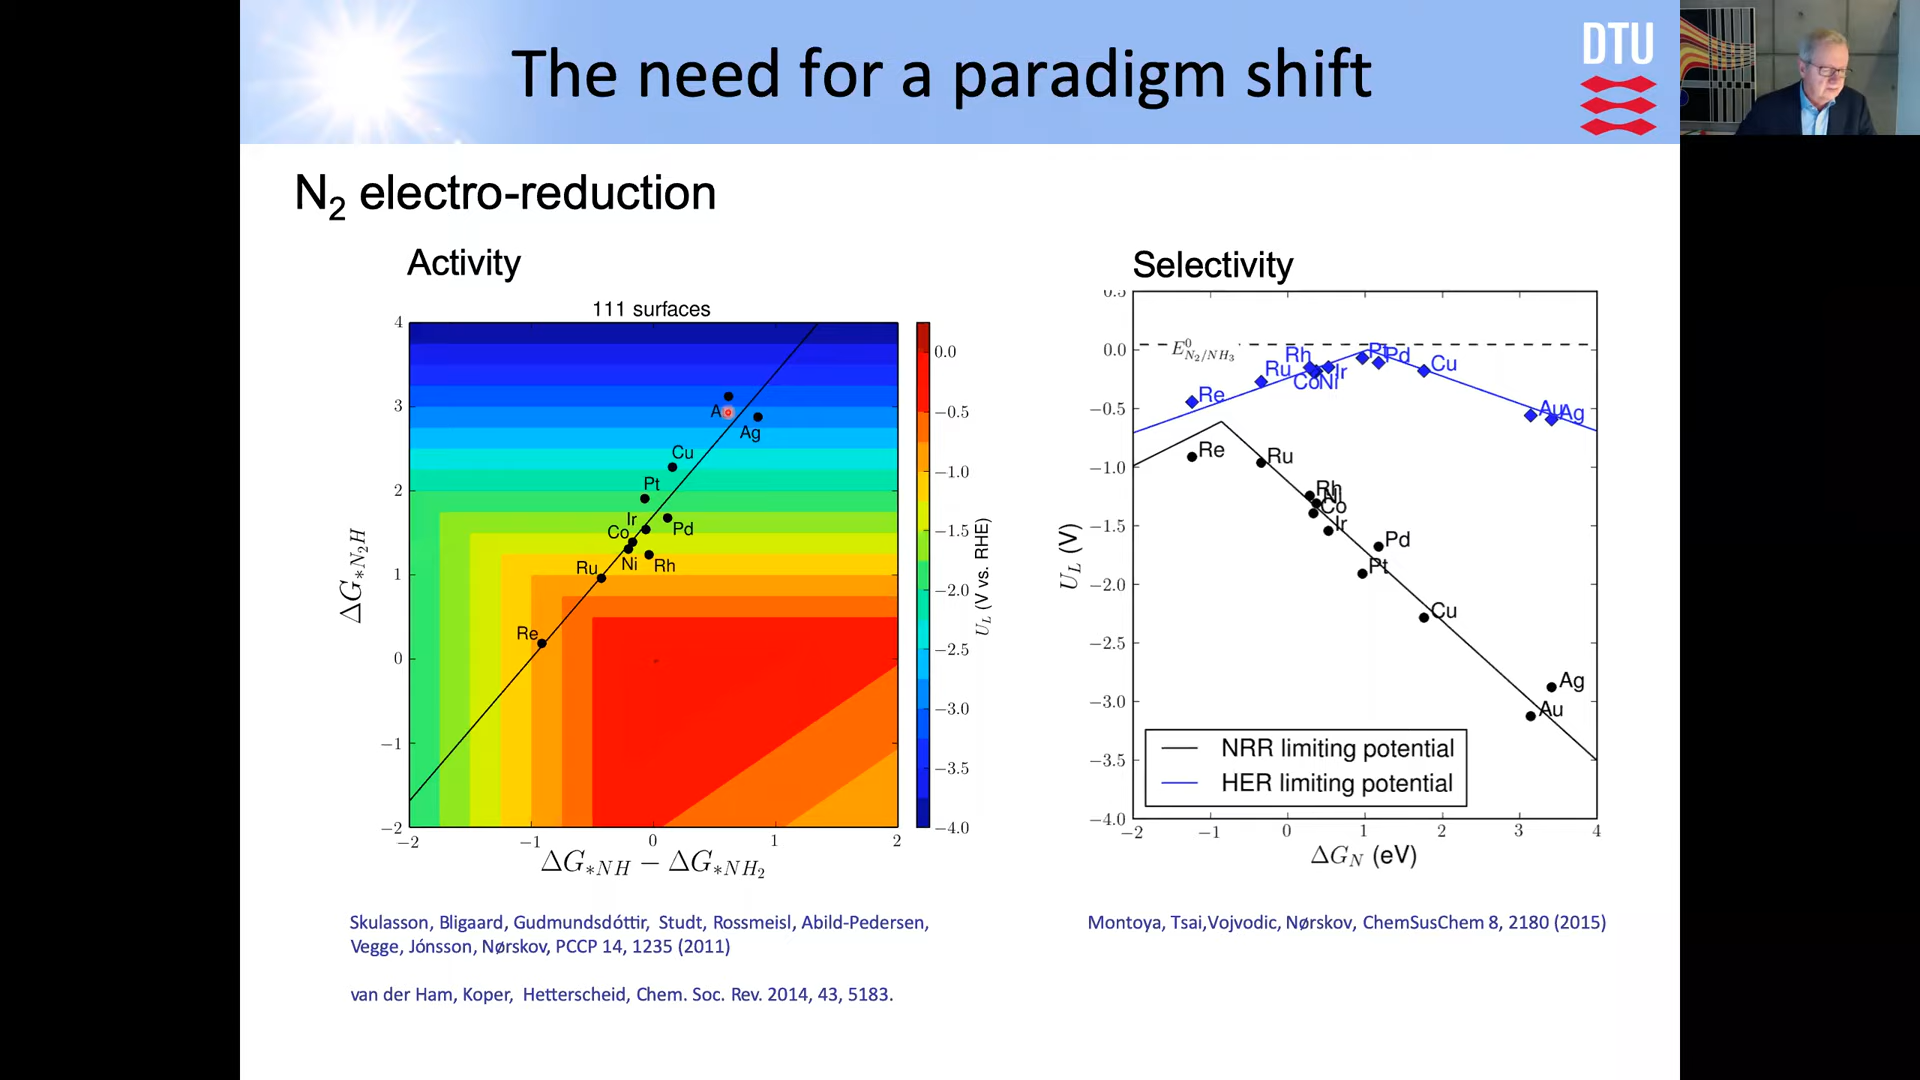 The need for a paradigm shift
DTU
N2 electro-reduction
Activity
Selectivity
111 surfaces
4
3
2
1
0
−1
−2
−2
−1
0
1
2
ΔG*N2H
ΔG*NH − ΔG*NH2
A
Ag
Cu
Pt
Ir
Pd
Co
Ni
Rh
Ru
Re
0.0
−0.5
−1.0
−1.5
−2.0
−2.5
−3.0
−3.5
−4.0
UL (V vs. RHE)
0.5
0.0
−0.5
−1.0
−1.5
−2.0
−2.5
−3.0
−3.5
−4.0
−2
−1
0
1
2
3
4
UL (V)
ΔGN (eV)
E0N2/NH3
Re
Ru
Rh
Co
Ni
Ir
Pt
Pd
Cu
Au
Ag
Re
Ru
Rh
Ni
Co
Ir
Pd
Pt
Cu
Ag
Au
NRR limiting potential
HER limiting potential
Skulasson, Bligaard, Gudmundsdóttir, Studt, Rossmeisl, Abild-Pedersen,
Vegge, Jónsson, Nørskov, PCCP 14, 1235 (2011)
van der Ham, Koper, Hetterscheid, Chem. Soc. Rev. 2014, 43, 5183.
Montoya, Tsai,Vojvodic, Nørskov, ChemSusChem 8, 2180 (2015)